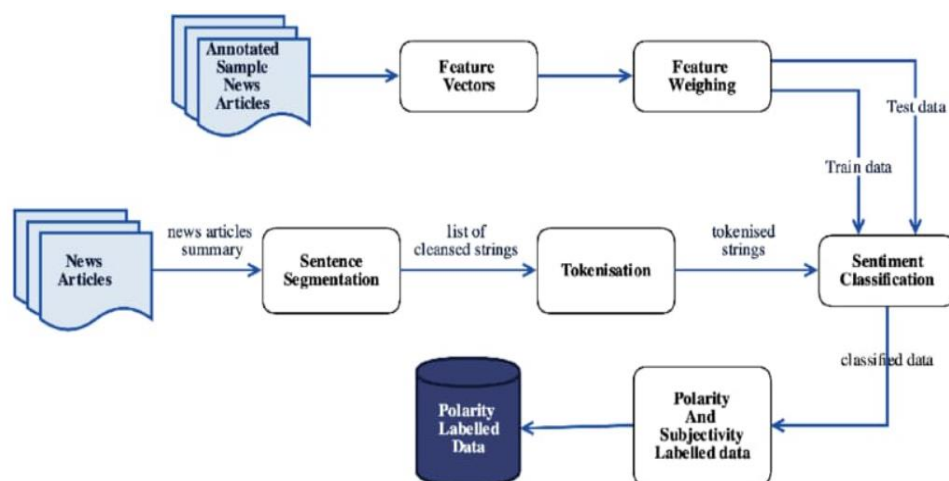 Annotated
Sample
News
Articles
Feature
Vectors
Feature
Weighing
Test data
Train data
News
Articles
news articles
summary
Sentence
Segmentation
list of
cleansed strings
Tokenisation
tokenised
strings
Sentiment
Classification
classified data
Polarity
And
Subjectivity
Labelled data
Polarity
Labelled
Data